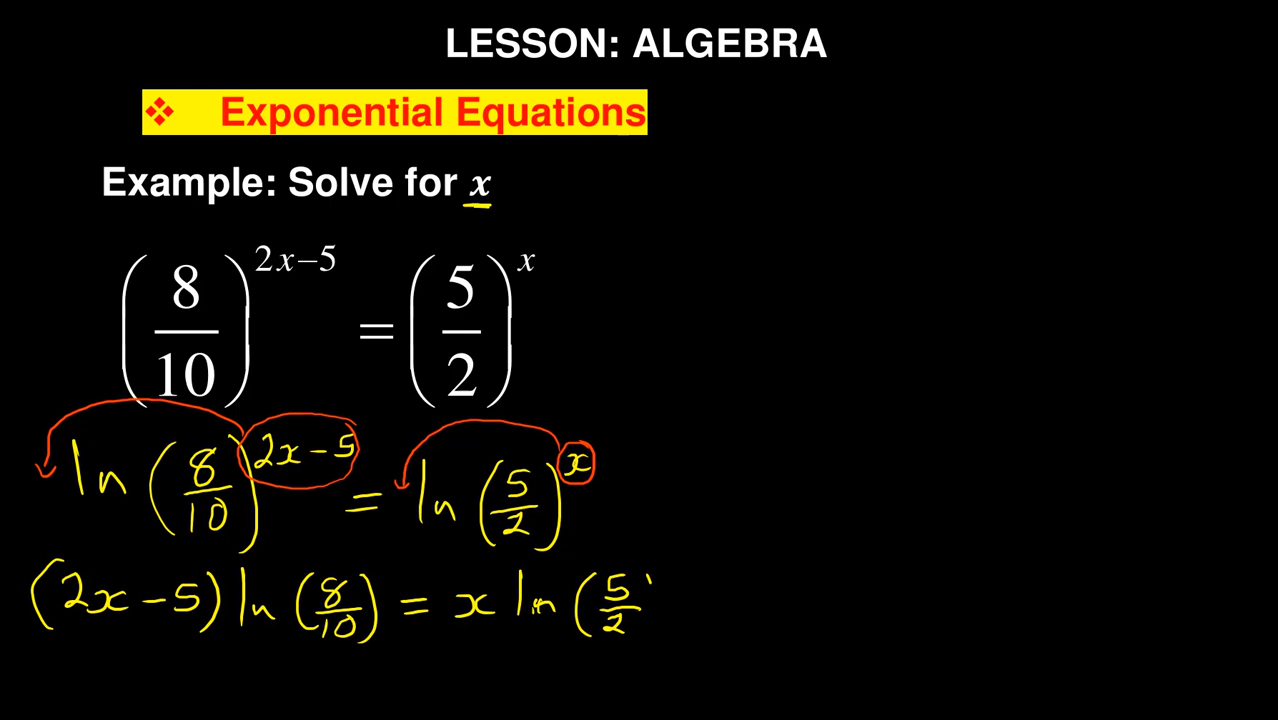 LESSON: ALGEBRA
❖ Exponential Equations
Example: Solve for x
(8/10)^(2x−5) = (5/2)^x
ln (8/10)^(2x−5) = ln (5/2)^x
(2x−5) ln (8/10) = x ln (5/2